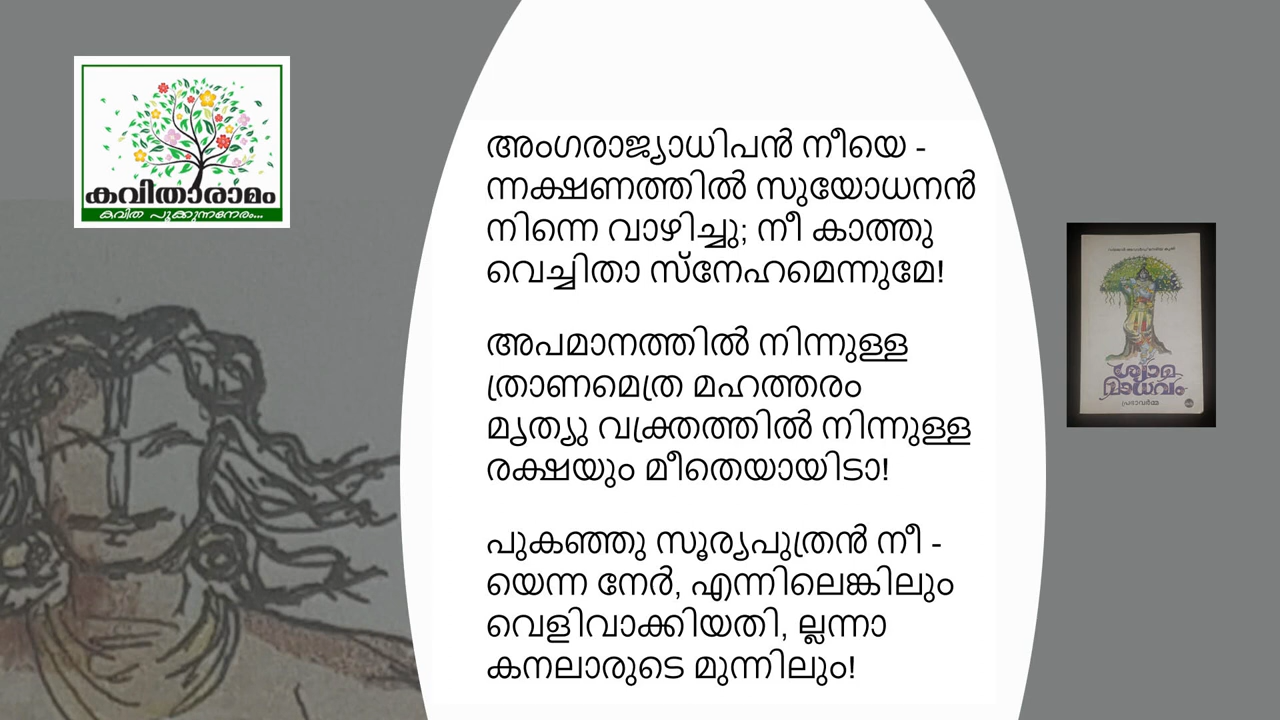 കവിതാരാമം
കവിത പൂക്കുന്നനേരം...
അംഗരാജ്യാധിപൻ നീയെ -
ന്നക്ഷണത്തിൽ സുയോധനൻ
നിന്നെ വാഴിച്ചു; നീ കാത്തു
വെച്ചിതാ സ്നേഹമെന്നുമേ!
അപമാനത്തിൽ നിന്നുള്ള
ത്രാണമെത്ര മഹത്തരം
മൃത്യു വക്ത്രത്തിൽ നിന്നുള്ള
രക്ഷയും മീതെയായിടാ!
പുകഞ്ഞു സൂര്യപുത്രൻ നീ -
യെന്ന നേർ, എന്നിലെങ്കിലും
വെളിവാക്കിയതി, ല്ലന്നാ
കനലാരുടെ മുന്നിലും!
ശ്യാമ
മാധവം
പ്രഭാവർമ്മ